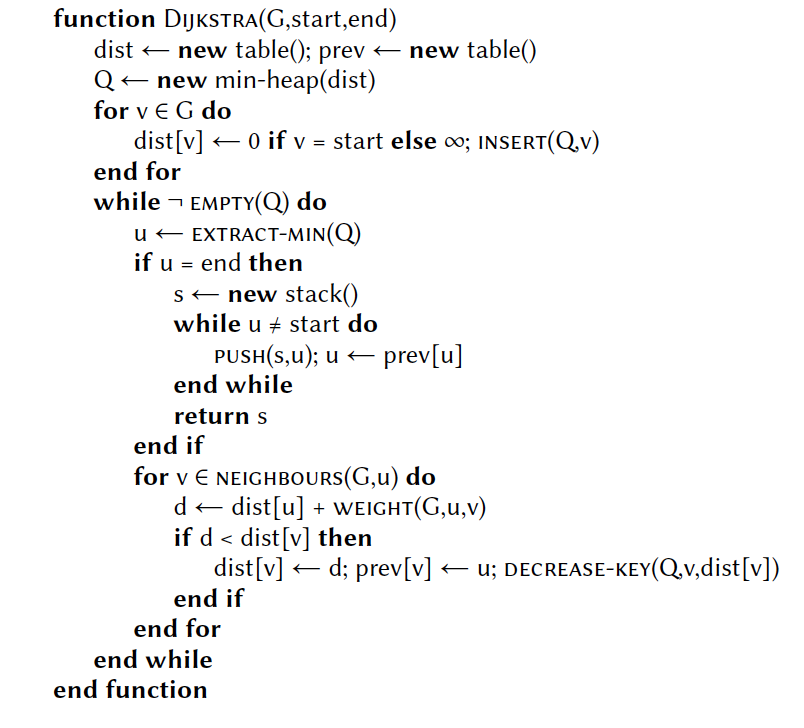 function Dijkstra(G,start,end)
dist ← new table(); prev ← new table()
Q ← new min-heap(dist)
for v ∈ G do
dist[v] ← 0 if v = start else ∞; insert(Q,v)
end for
while ¬ empty(Q) do
u ← extract-min(Q)
if u = end then
s ← new stack()
while u ≠ start do
push(s,u); u ← prev[u]
end while
return s
end if
for v ∈ neighbours(G,u) do
d ← dist[u] + weight(G,u,v)
if d < dist[v] then
dist[v] ← d; prev[v] ← u; decrease-key(Q,v,dist[v])
end if
end for
end while
end function